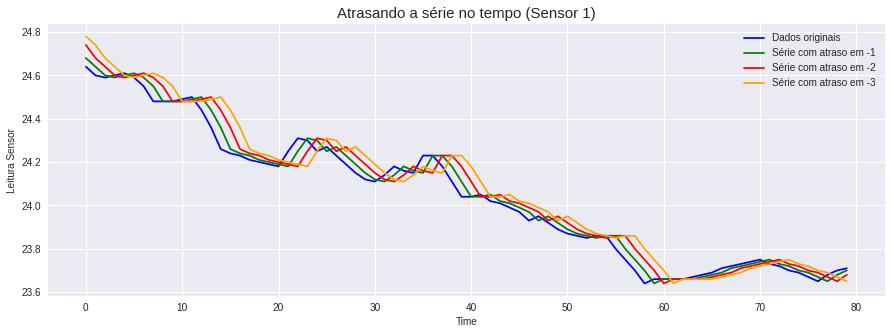 Atrasando a série no tempo (Sensor 1)
24.8
24.6
24.4
24.2
24.0
23.8
23.6
Leitura Sensor
Dados originais
Série com atraso em -1
Série com atraso em -2
Série com atraso em -3
0 10 20 30 40 50 60 70 80
Time